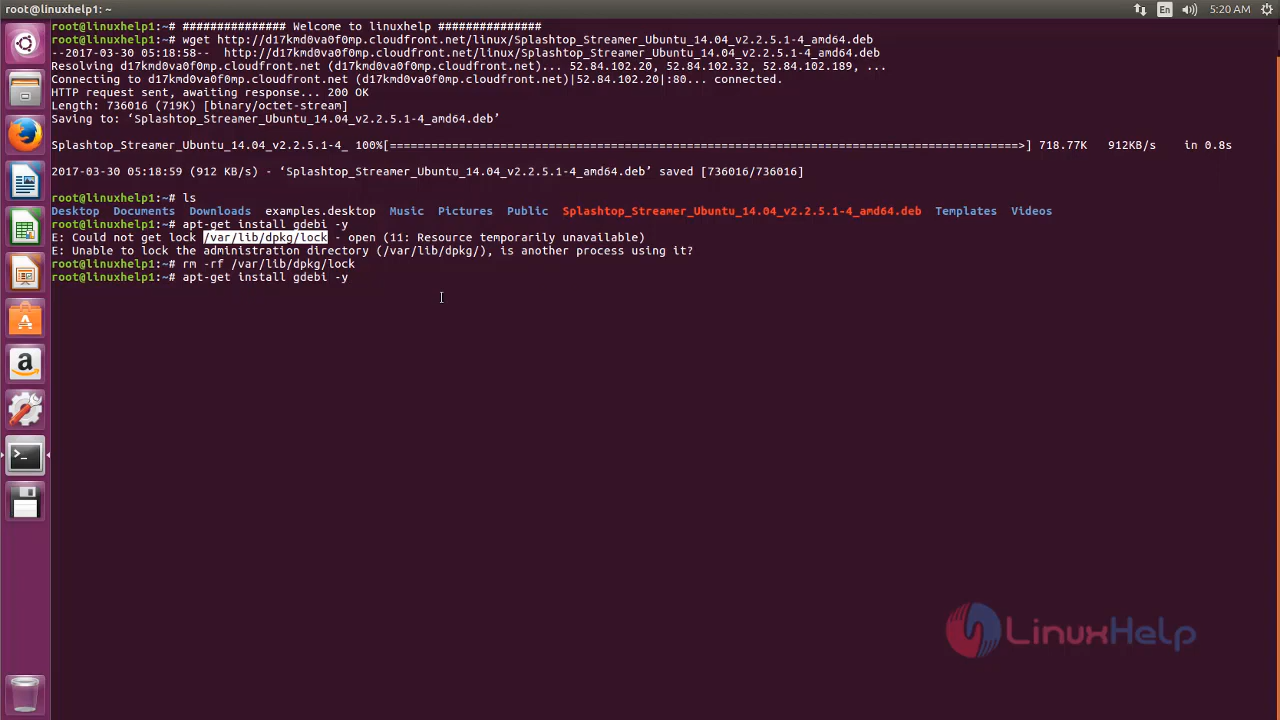 root@linuxhelp1: ~
En
5:20 AM
root@linuxhelp1:~# ############### Welcome to linuxhelp ###############
root@linuxhelp1:~# wget http://d17kmd0va0f0mp.cloudfront.net/linux/Splashtop_Streamer_Ubuntu_14.04_v2.2.5.1-4_amd64.deb
--2017-03-30 05:18:58--  http://d17kmd0va0f0mp.cloudfront.net/linux/Splashtop_Streamer_Ubuntu_14.04_v2.2.5.1-4_amd64.deb
Resolving d17kmd0va0f0mp.cloudfront.net (d17kmd0va0f0mp.cloudfront.net)... 52.84.102.20, 52.84.102.32, 52.84.102.189, ...
Connecting to d17kmd0va0f0mp.cloudfront.net (d17kmd0va0f0mp.cloudfront.net)|52.84.102.20|:80... connected.
HTTP request sent, awaiting response... 200 OK
Length: 736016 (719K) [binary/octet-stream]
Saving to: ‘Splashtop_Streamer_Ubuntu_14.04_v2.2.5.1-4_amd64.deb’
Splashtop_Streamer_Ubuntu_14.04_v2.2.5.1-4_ 100%[===========================================================================================>] 718.77K   912KB/s    in 0.8s
2017-03-30 05:18:59 (912 KB/s) - ‘Splashtop_Streamer_Ubuntu_14.04_v2.2.5.1-4_amd64.deb’ saved [736016/736016]
root@linuxhelp1:~# ls
Desktop  Documents  Downloads  examples.desktop  Music  Pictures  Public  Splashtop_Streamer_Ubuntu_14.04_v2.2.5.1-4_amd64.deb  Templates  Videos
root@linuxhelp1:~# apt-get install gdebi -y
E: Could not get lock /var/lib/dpkg/lock - open (11: Resource temporarily unavailable)
E: Unable to lock the administration directory (/var/lib/dpkg/), is another process using it?
root@linuxhelp1:~# rm -rf /var/lib/dpkg/lock
root@linuxhelp1:~# apt-get install gdebi -y
LinuxHelp